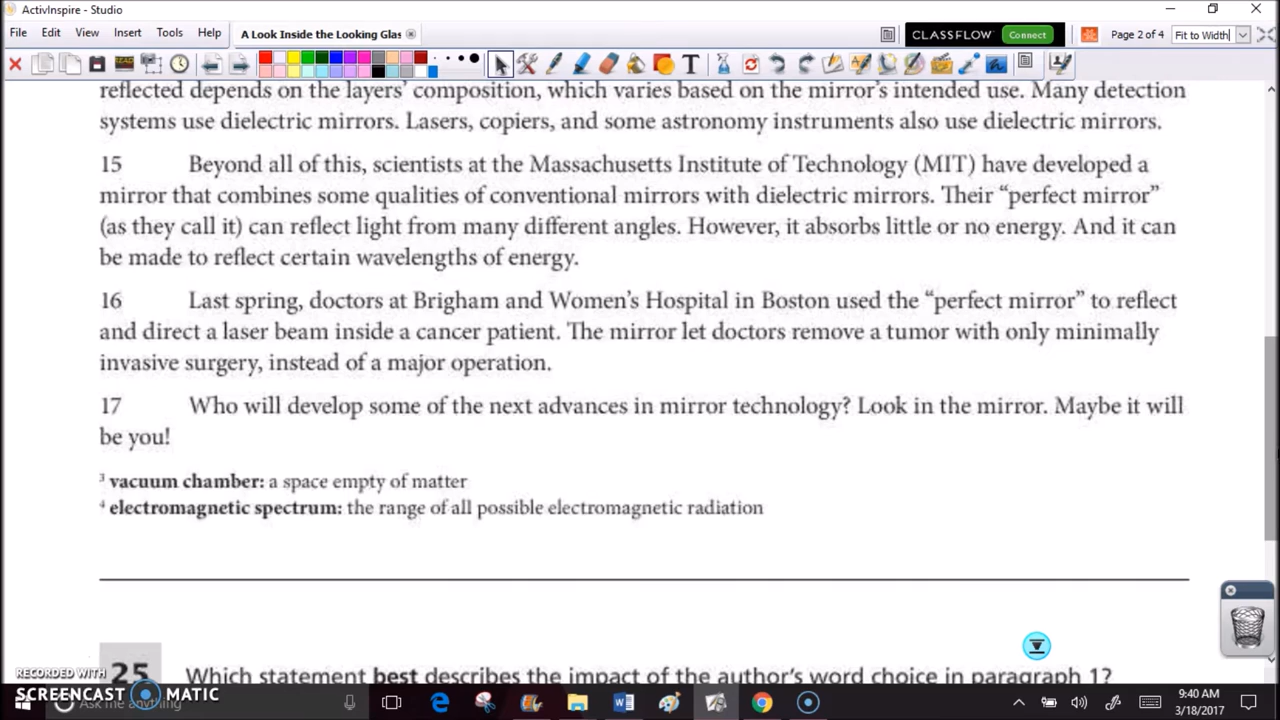 ActivInspire - Studio
File Edit View Insert Tools Help A Look Inside the Looking Glas CLASSFLOW Connect Page 2 of 4 Fit to Width
reflected depends on the layers' composition, which varies based on the mirror's intended use. Many detection
systems use dielectric mirrors. Lasers, copiers, and some astronomy instruments also use dielectric mirrors.
15 Beyond all of this, scientists at the Massachusetts Institute of Technology (MIT) have developed a
mirror that combines some qualities of conventional mirrors with dielectric mirrors. Their “perfect mirror”
(as they call it) can reflect light from many different angles. However, it absorbs little or no energy. And it can
be made to reflect certain wavelengths of energy.
16 Last spring, doctors at Brigham and Women's Hospital in Boston used the “perfect mirror” to reflect
and direct a laser beam inside a cancer patient. The mirror let doctors remove a tumor with only minimally
invasive surgery, instead of a major operation.
17 Who will develop some of the next advances in mirror technology? Look in the mirror. Maybe it will
be you!
3 vacuum chamber: a space empty of matter
4 electromagnetic spectrum: the range of all possible electromagnetic radiation
25 Which statement best describes the impact of the author's word choice in paragraph 1?
RECORDED WITH
SCREENCAST MATIC
Ask me anything
9:40 AM
3/18/2017